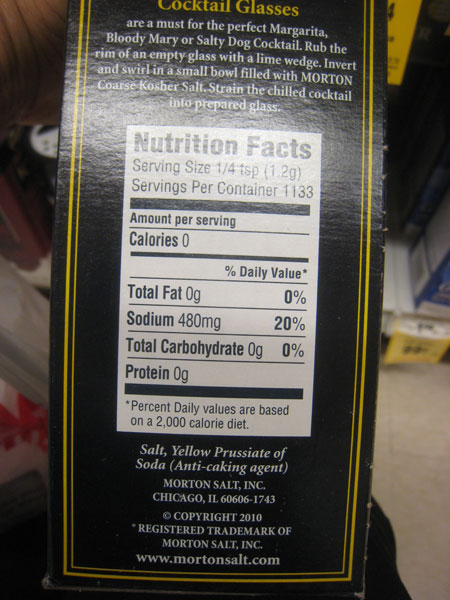 Cocktail Glasses
are a must for the perfect Margarita,
Bloody Mary or Salty Dog Cocktail. Rub the
rim of an empty glass with a lime wedge. Invert
and swirl in a small bowl filled with MORTON
Coarse Kosher Salt. Strain the chilled cocktail
into prepared glass.
Nutrition Facts
Serving Size 1/4 tsp (1.2g)
Servings Per Container 1133
Amount per serving
Calories 0
% Daily Value*
Total Fat 0g 0%
Sodium 480mg 20%
Total Carbohydrate 0g 0%
Protein 0g
*Percent Daily values are based
on a 2,000 calorie diet.
Salt, Yellow Prussiate of
Soda (Anti-caking agent)
MORTON SALT, INC.
CHICAGO, IL 60606-1743
© COPYRIGHT 2010
* REGISTERED TRADEMARK OF
MORTON SALT, INC.
www.mortonsalt.com